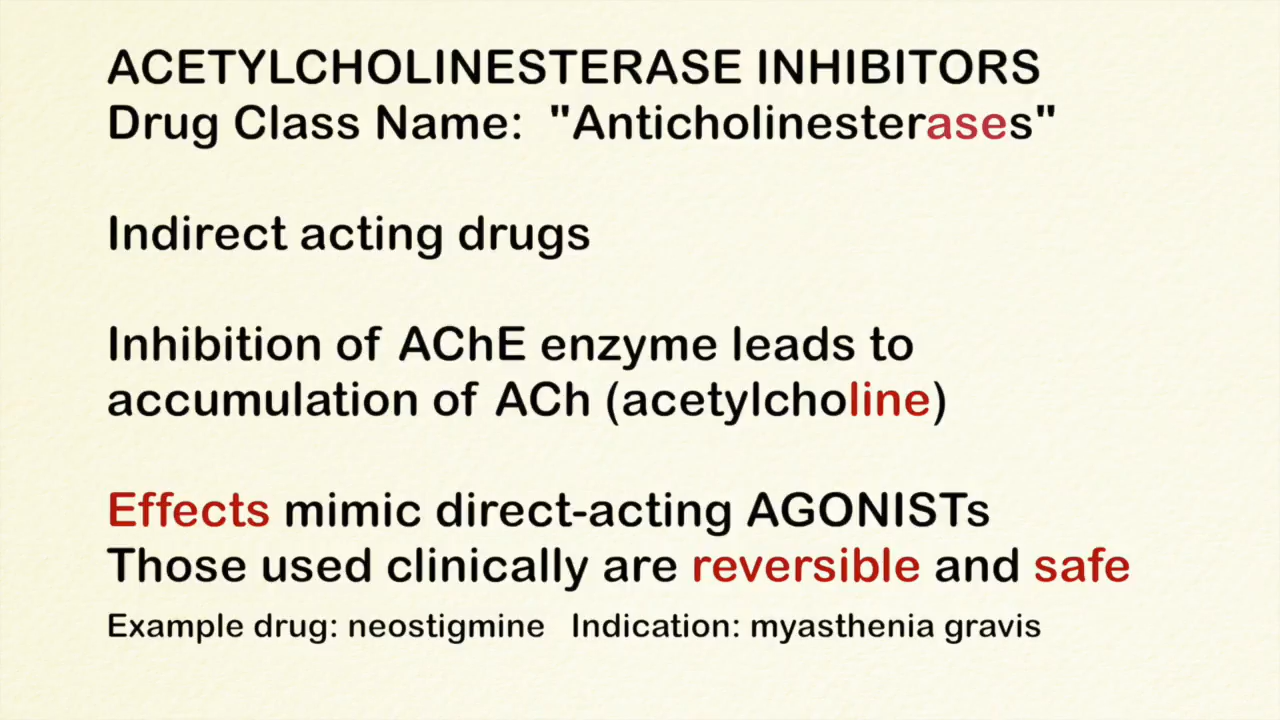 ACETYLCHOLINESTERASE INHIBITORS
Drug Class Name: "Anticholinesterases"
Indirect acting drugs
Inhibition of AChE enzyme leads to
accumulation of ACh (acetylcholine)
Effects mimic direct-acting AGONISTs
Those used clinically are reversible and safe
Example drug: neostigmine Indication: myasthenia gravis